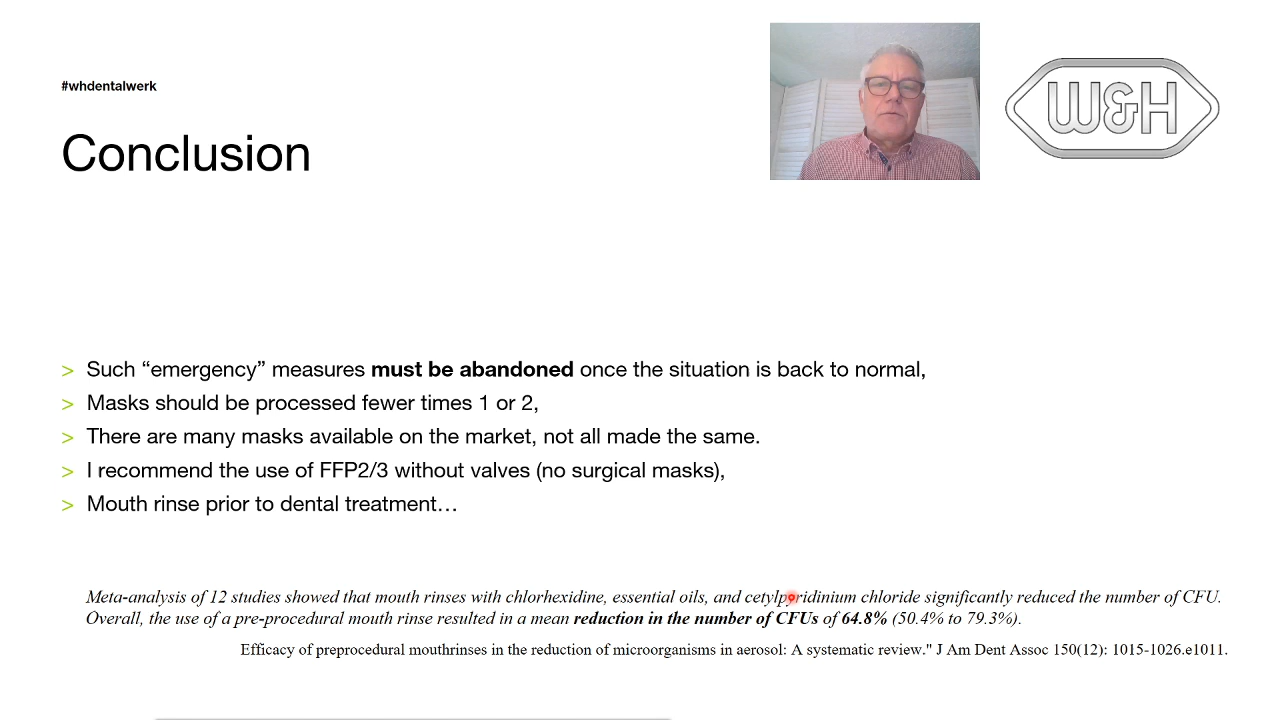 #whdentalwerk
W&H
Conclusion
> Such “emergency” measures must be abandoned once the situation is back to normal,
> Masks should be processed fewer times 1 or 2,
> There are many masks available on the market, not all made the same.
> I recommend the use of FFP2/3 without valves (no surgical masks),
> Mouth rinse prior to dental treatment…
Meta-analysis of 12 studies showed that mouth rinses with chlorhexidine, essential oils, and cetylpyridinium chloride significantly reduced the number of CFU.
Overall, the use of a pre-procedural mouth rinse resulted in a mean reduction in the number of CFUs of 64.8% (50.4% to 79.3%).
Efficacy of preprocedural mouthrinses in the reduction of microorganisms in aerosol: A systematic review." J Am Dent Assoc 150(12): 1015-1026.e1011.